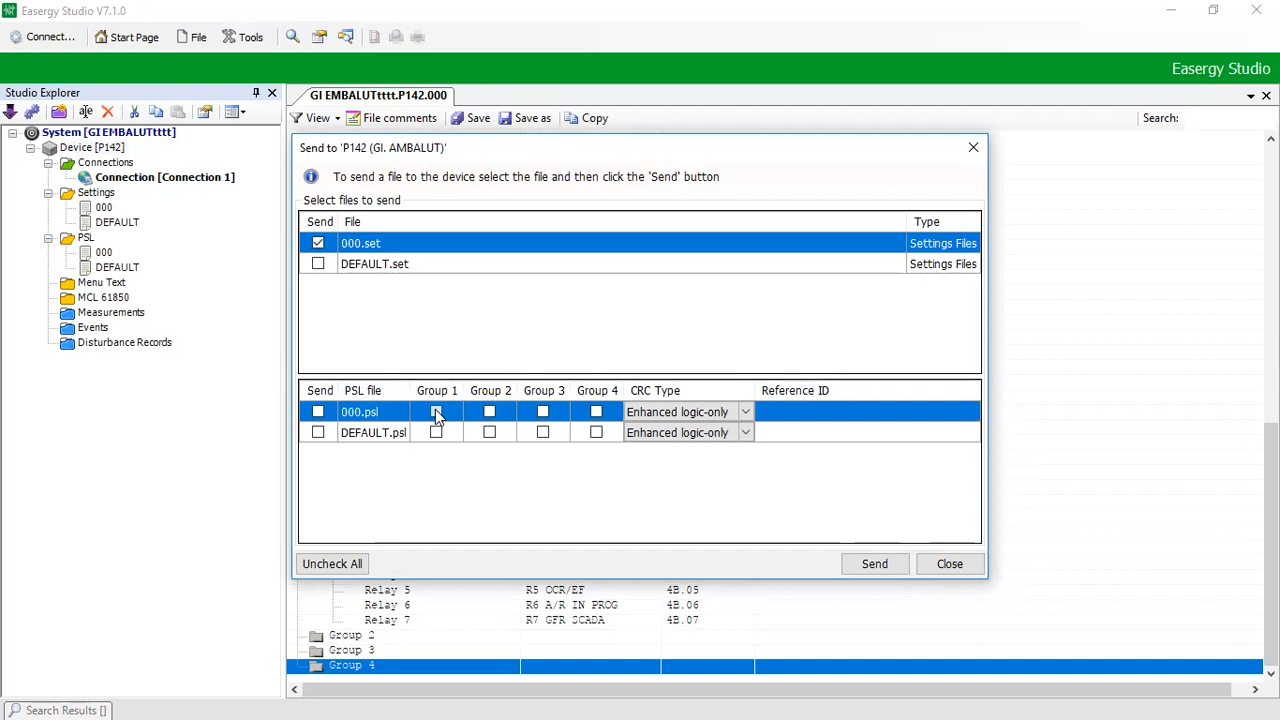 Easergy Studio V7.1.0
Connect... Start Page File Tools
Easergy Studio
Studio Explorer
GI EMBALUTtttt.P142.000
View File comments Save Save as Copy Search:
System [GI EMBALUTtttt]
Device [P142]
Connections
Connection [Connection 1]
Settings
000
DEFAULT
PSL
000
DEFAULT
Menu Text
MCL 61850
Measurements
Events
Disturbance Records
Send to 'P142 (GI. AMBALUT)'
To send a file to the device select the file and then click the 'Send' button
Select files to send
Send File Type
000.set Settings Files
DEFAULT.set Settings Files
Send PSL file Group 1 Group 2 Group 3 Group 4 CRC Type Reference ID
000.psl Enhanced logic-only
DEFAULT.psl Enhanced logic-only
Uncheck All Send Close
Relay 5 R5 OCR/EF 4B.05
Relay 6 R6 A/R IN PROG 4B.06
Relay 7 R7 GFR SCADA 4B.07
Group 2
Group 3
Group 4
Search Results []